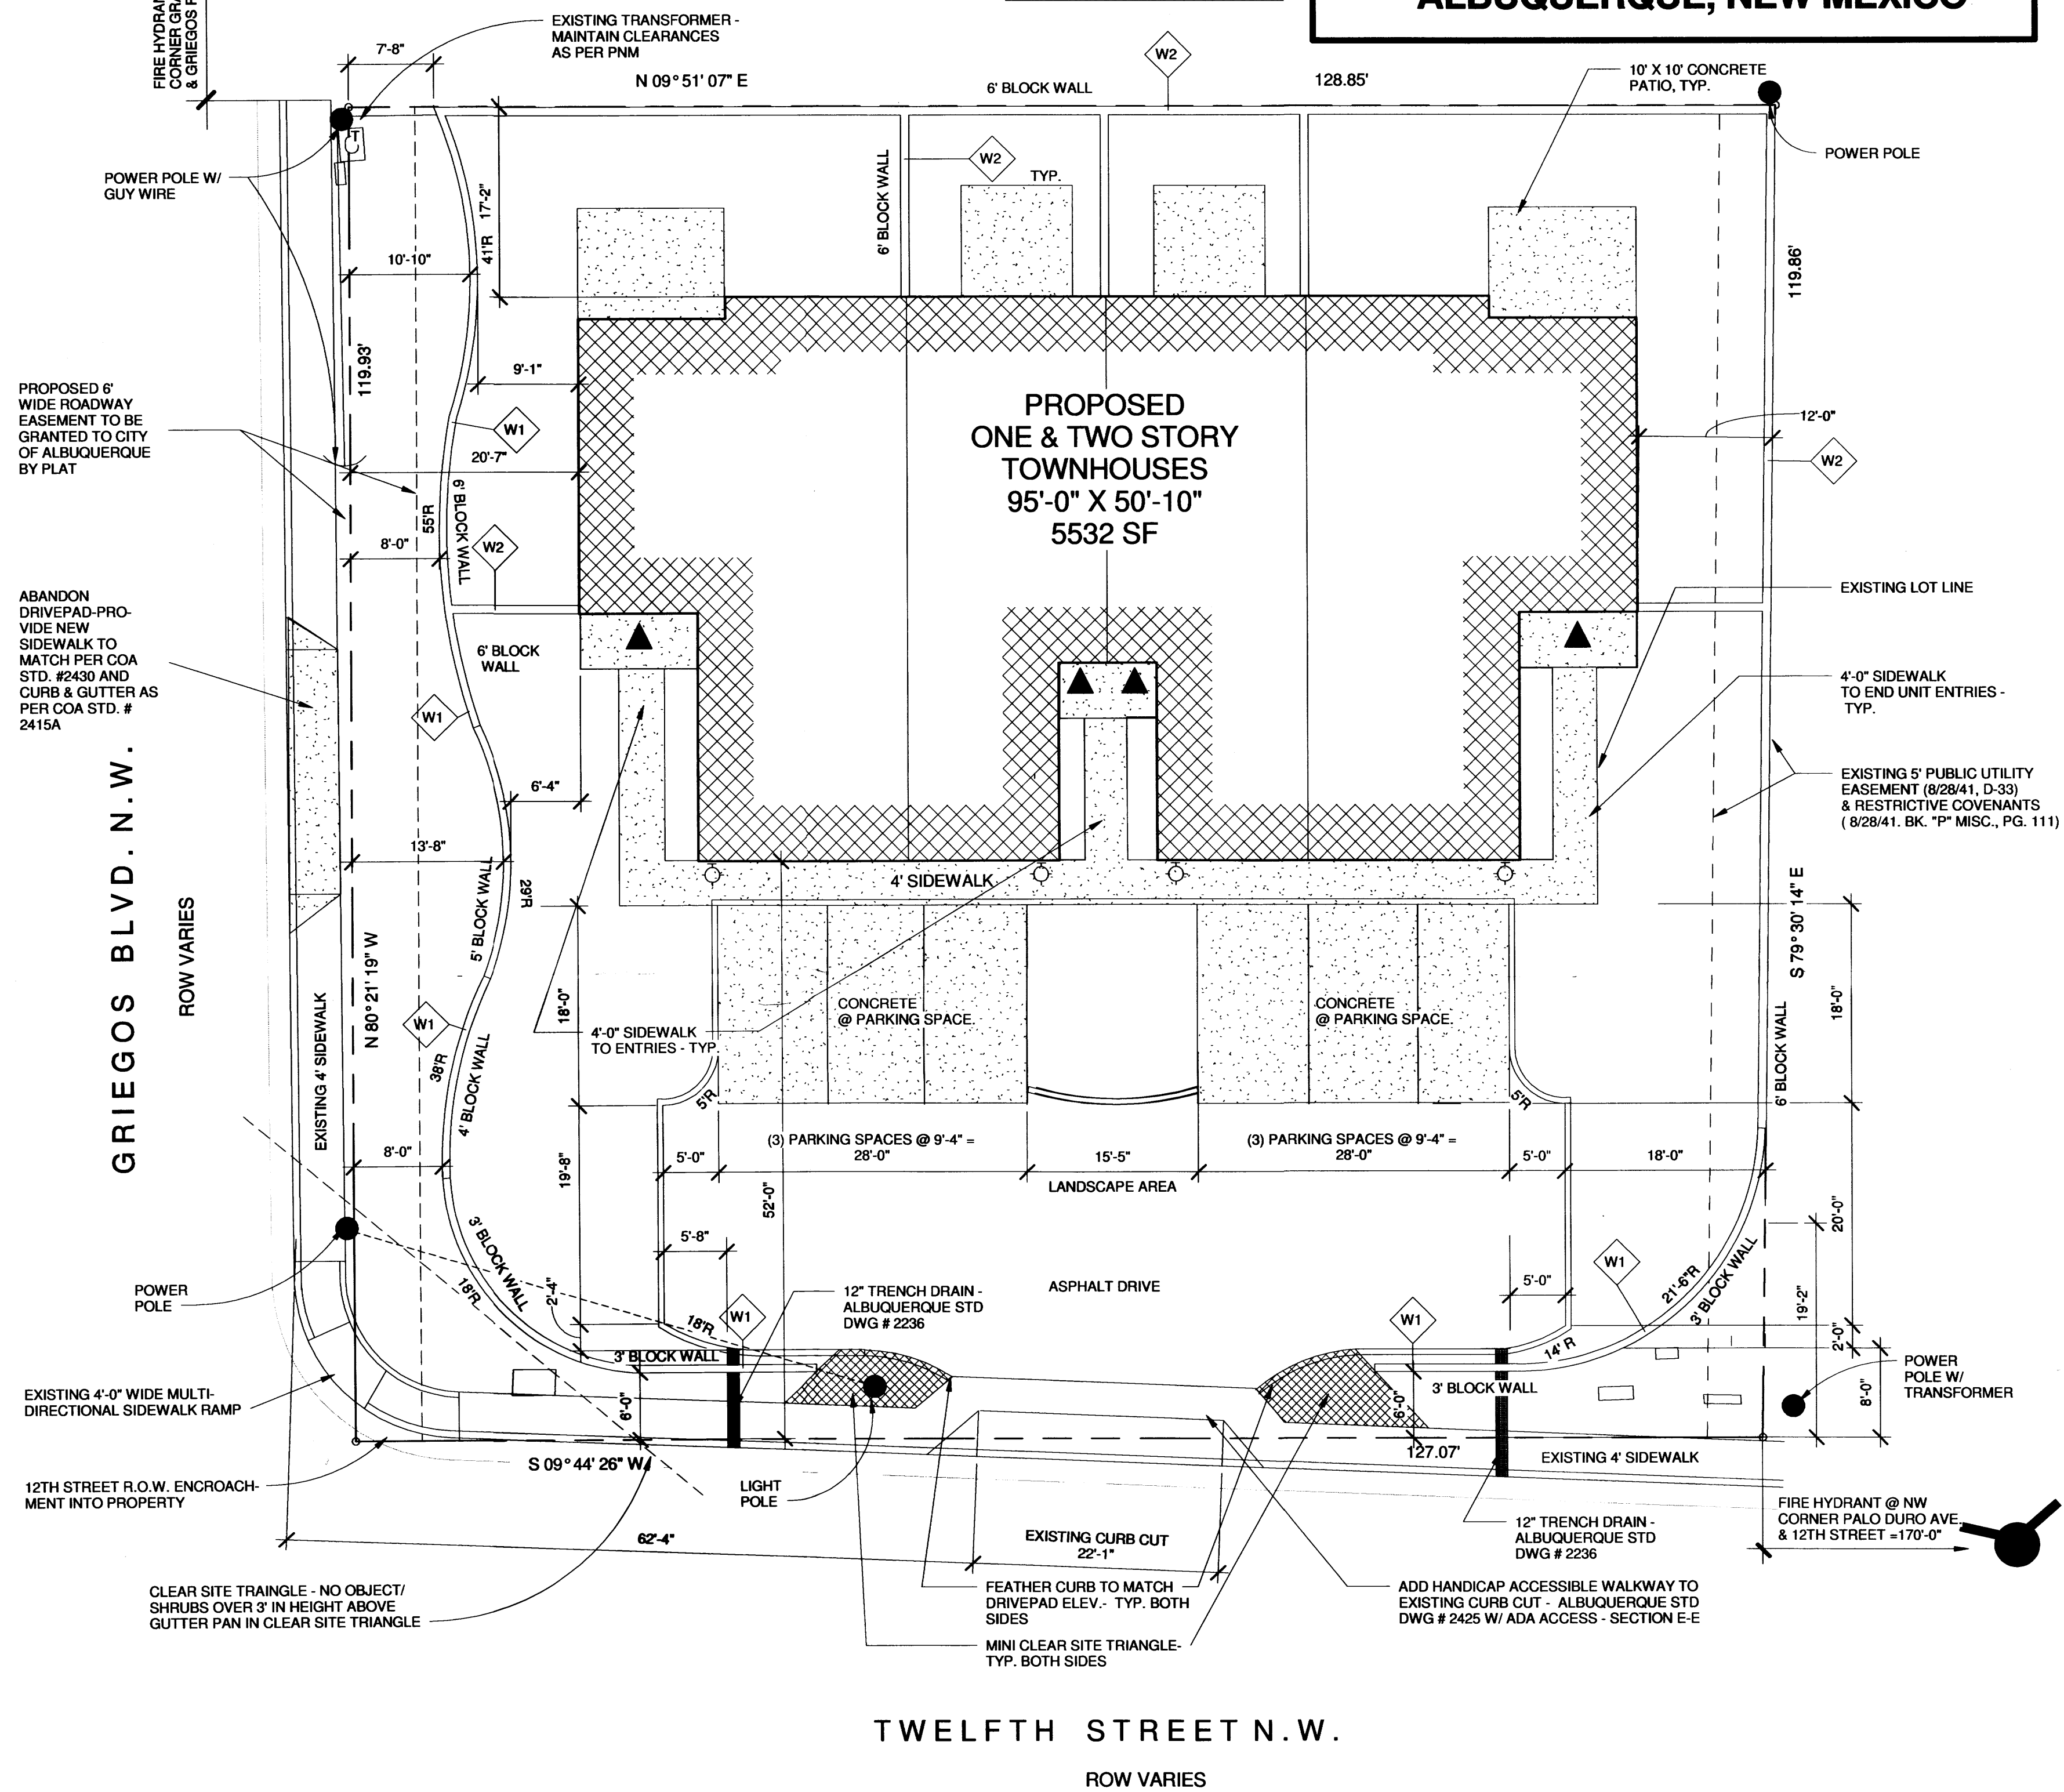 ALBUQUERQUE, NEW MEXICO
FIRE HYDRAN
CORNER GRA
& GRIEGOS R
7'-8"
EXISTING TRANSFORMER -
MAINTAIN CLEARANCES
AS PER PNM
N 09° 51' 07" E
6' BLOCK WALL
W2
128.85'
10' X 10' CONCRETE
PATIO, TYP.
POWER POLE
T
POWER POLE W/
GUY WIRE
17'-2"
41'R
6' BLOCK WALL
W2
TYP.
10'-10"
119.86'
119.93'
9'-1"
PROPOSED 6'
WIDE ROADWAY
EASEMENT TO BE
GRANTED TO CITY
OF ALBUQUERQUE
BY PLAT
W1
20'-7"
PROPOSED
ONE & TWO STORY
TOWNHOUSES
95'-0" X 50'-10"
5532 SF
12'-0"
W2
55'R
6' BLOCK WALL
8'-0"
W2
ABANDON
DRIVEPAD-PRO-
VIDE NEW
SIDEWALK TO
MATCH PER COA
STD. #2430 AND
CURB & GUTTER AS
PER COA STD. #
2415A
6' BLOCK
WALL
W1
EXISTING LOT LINE
4'-0" SIDEWALK
TO END UNIT ENTRIES -
TYP.
EXISTING 5' PUBLIC UTILITY
EASEMENT (8/28/41, D-33)
& RESTRICTIVE COVENANTS
( 8/28/41. BK. "P" MISC., PG. 111)
6'-4"
13'-8"
29'R
5' BLOCK WALL
4' SIDEWALK
S 79° 30' 14" E
GRIEGOS BLVD. N.W.
ROW VARIES
EXISTING 4' SIDEWALK
N 80° 21' 19" W
W1
38'R
4' BLOCK WALL
18'-0"
4'-0" SIDEWALK
TO ENTRIES - TYP
CONCRETE
@ PARKING SPACE.
CONCRETE
@ PARKING SPACE.
6' BLOCK WALL
18'-0"
5'R
5'R
8'-0"
19'-8"
5'-0"
(3) PARKING SPACES @ 9'-4" =
28'-0"
15'-5"
LANDSCAPE AREA
(3) PARKING SPACES @ 9'-4" =
28'-0"
5'-0"
18'-0"
52'-0"
20'-0"
5'-8"
3' BLOCK WALL
18'R
2'-4"
ASPHALT DRIVE
5'-0"
W1
21'-6"R
3' BLOCK WALL
19'-2"
POWER
POLE
12" TRENCH DRAIN -
ALBUQUERQUE STD
DWG # 2236
W1
18'R
3' BLOCK WALL
W1
14' R
3' BLOCK WALL
2'-0"
8'-0"
POWER
POLE W/
TRANSFORMER
EXISTING 4'-0" WIDE MULTI-
DIRECTIONAL SIDEWALK RAMP
6'-0"
6'-0"
S 09° 44' 26" W
127.07'
EXISTING 4' SIDEWALK
12TH STREET R.O.W. ENCROACH-
MENT INTO PROPERTY
LIGHT
POLE
FIRE HYDRANT @ NW
CORNER PALO DURO AVE.
& 12TH STREET =170'-0"
12" TRENCH DRAIN -
ALBUQUERQUE STD
DWG # 2236
62'-4"
EXISTING CURB CUT
22'-1"
CLEAR SITE TRAINGLE - NO OBJECT/
SHRUBS OVER 3' IN HEIGHT ABOVE
GUTTER PAN IN CLEAR SITE TRIANGLE
FEATHER CURB TO MATCH
DRIVEPAD ELEV.- TYP. BOTH
SIDES
ADD HANDICAP ACCESSIBLE WALKWAY TO
EXISTING CURB CUT - ALBUQUERQUE STD
DWG # 2425 W/ ADA ACCESS - SECTION E-E
MINI CLEAR SITE TRIANGLE-
TYP. BOTH SIDES
TWELFTH STREET N.W.
ROW VARIES